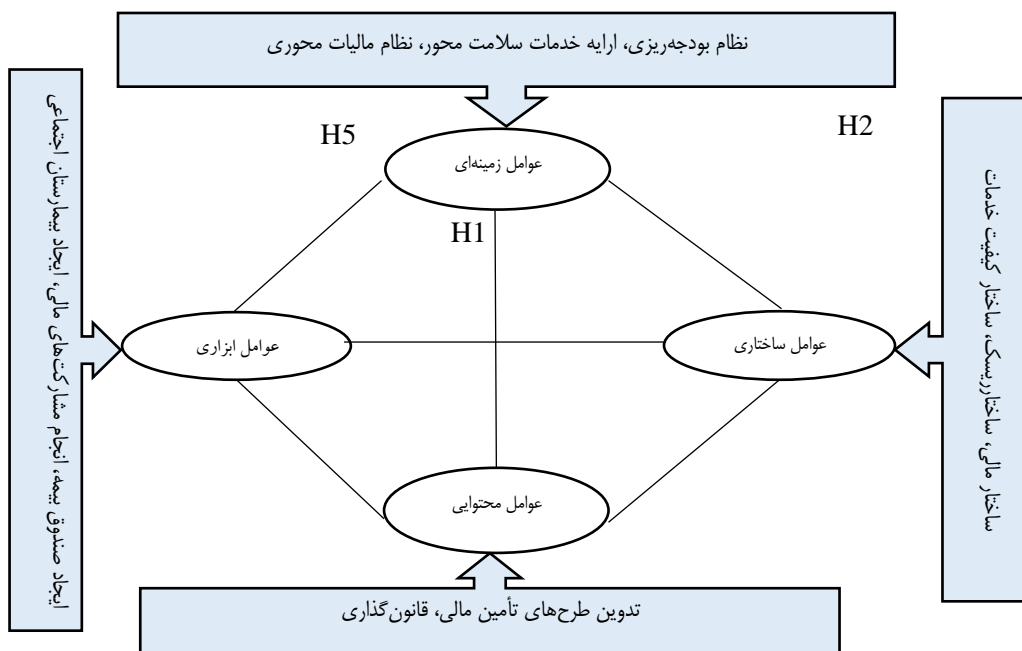 نظام بودجه‌ریزی، ارایه خدمات سلامت محور، نظام مالیات محوری
H2
H5
عوامل زمینه‌ای
H1
ساختار مالی، ساختارریسک، ساختار کیفیت خدمات
ایجاد صندوق بیمه، انجام مشارکت‌های مالی، ایجاد بیمارستان اجتماعی
عوامل ساختاری
عوامل ابزاری
عوامل محتوایی
تدوین طرح‌های تأمین مالی، قانون‌گذاری